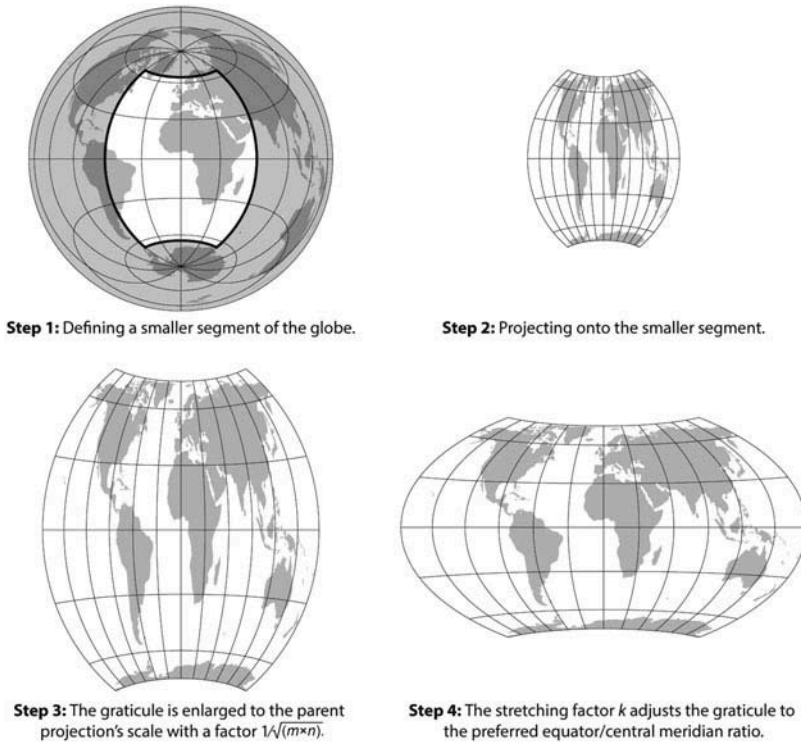 Step 1: Defining a smaller segment of the globe.
Step 2: Projecting onto the smaller segment.
Step 3: The graticule is enlarged to the parent
projection's scale with a factor 1/√(m×n).
Step 4: The stretching factor k adjusts the graticule to
the preferred equator/central meridian ratio.